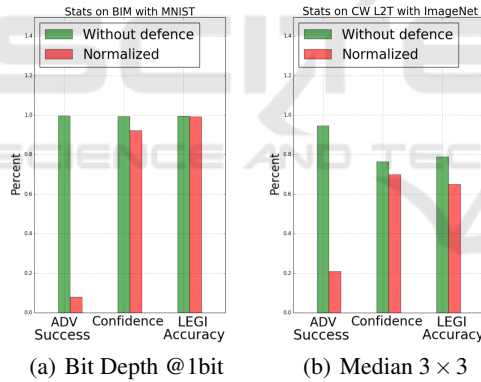 Stats on BIM with MNIST
1.4
1.2
1.0
0.8
0.6
0.4
0.2
0.0
Percent
Without defence
Normalized
ADV Success
Confidence
LEGI Accuracy
(a) Bit Depth @1bit
Stats on CW L2T with ImageNet
1.4
1.2
1.0
0.8
0.6
0.4
0.2
0.0
Percent
Without defence
Normalized
ADV Success
Confidence
LEGI Accuracy
(b) Median 3 × 3
SCIENCE AND TEC